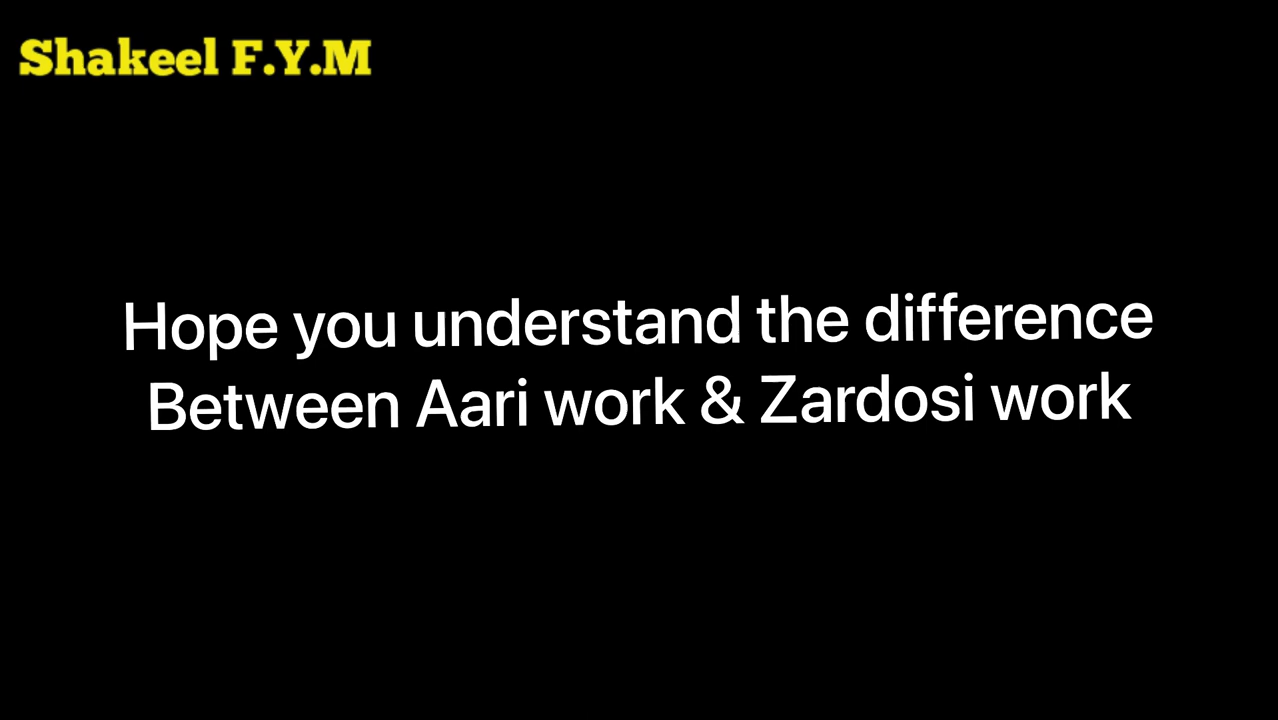 Shakeel F.Y.M
Hope you understand the difference
Between Aari work & Zardosi work